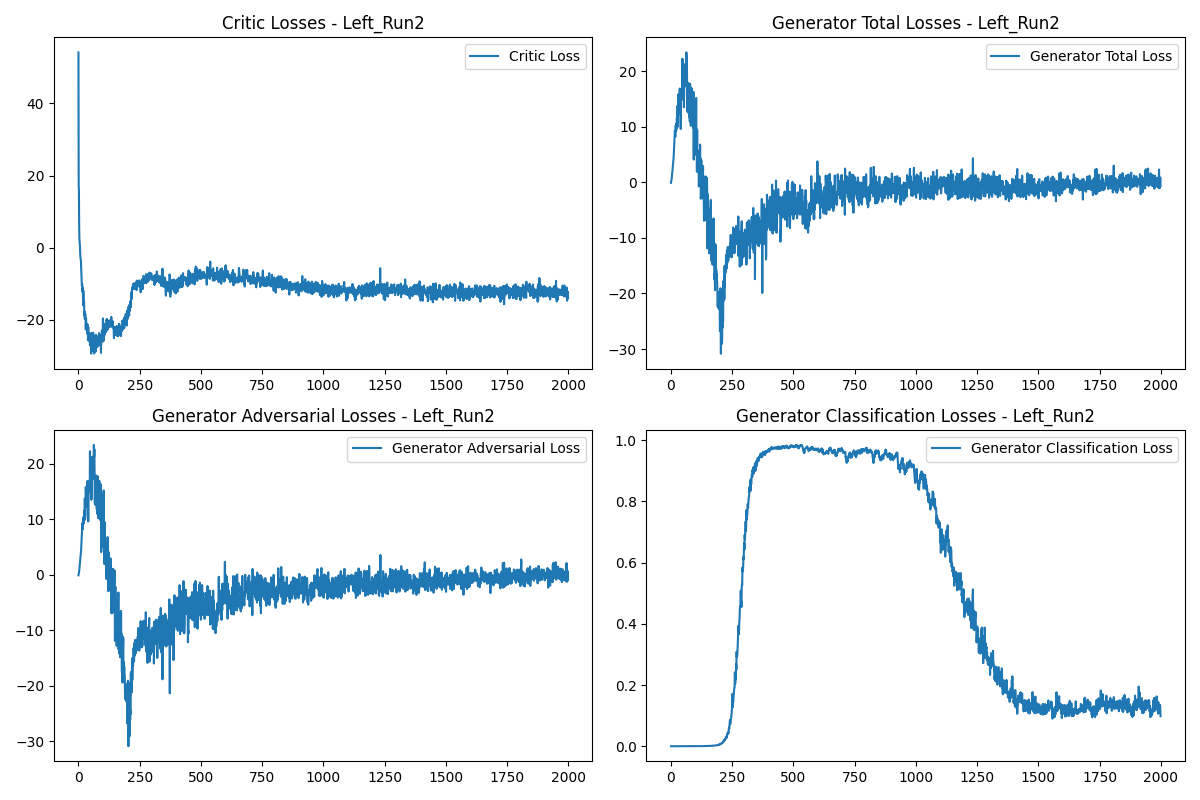 Critic Losses - Left_Run2
Critic Loss
40
20
0
−20
0 250 500 750 1000 1250 1500 1750 2000
Generator Total Losses - Left_Run2
Generator Total Loss
20
10
0
−10
−20
−30
0 250 500 750 1000 1250 1500 1750 2000
Generator Adversarial Losses - Left_Run2
Generator Adversarial Loss
20
10
0
−10
−20
−30
0 250 500 750 1000 1250 1500 1750 2000
Generator Classification Losses - Left_Run2
Generator Classification Loss
1.0
0.8
0.6
0.4
0.2
0.0
0 250 500 750 1000 1250 1500 1750 2000